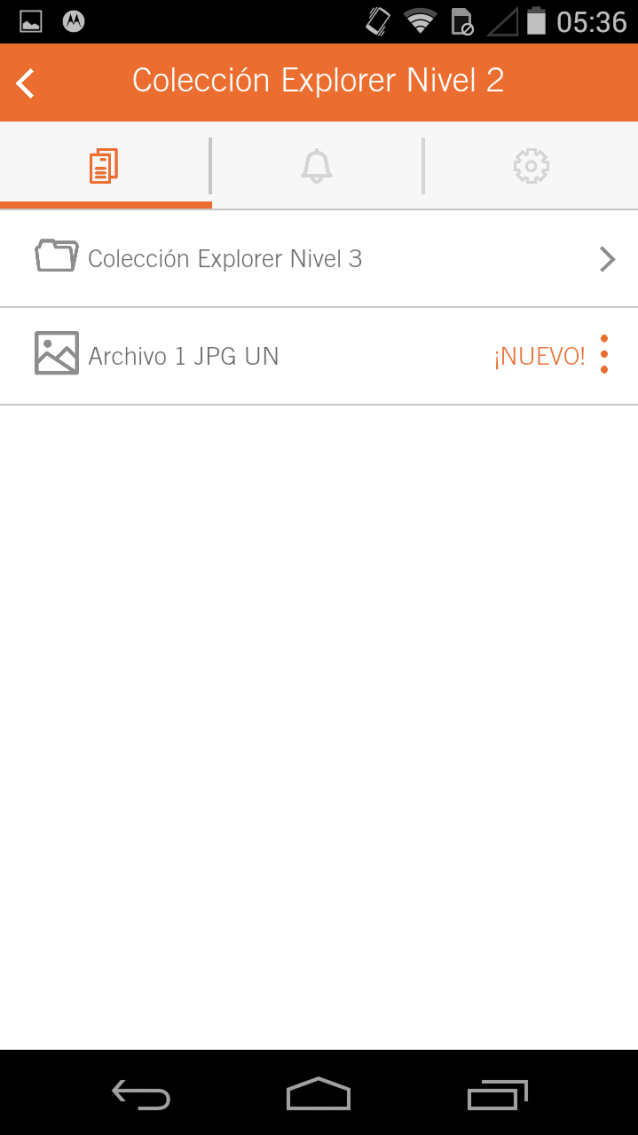 05:36
Colección Explorer Nivel 2
Colección Explorer Nivel 3
Archivo 1 JPG UN ¡NUEVO!